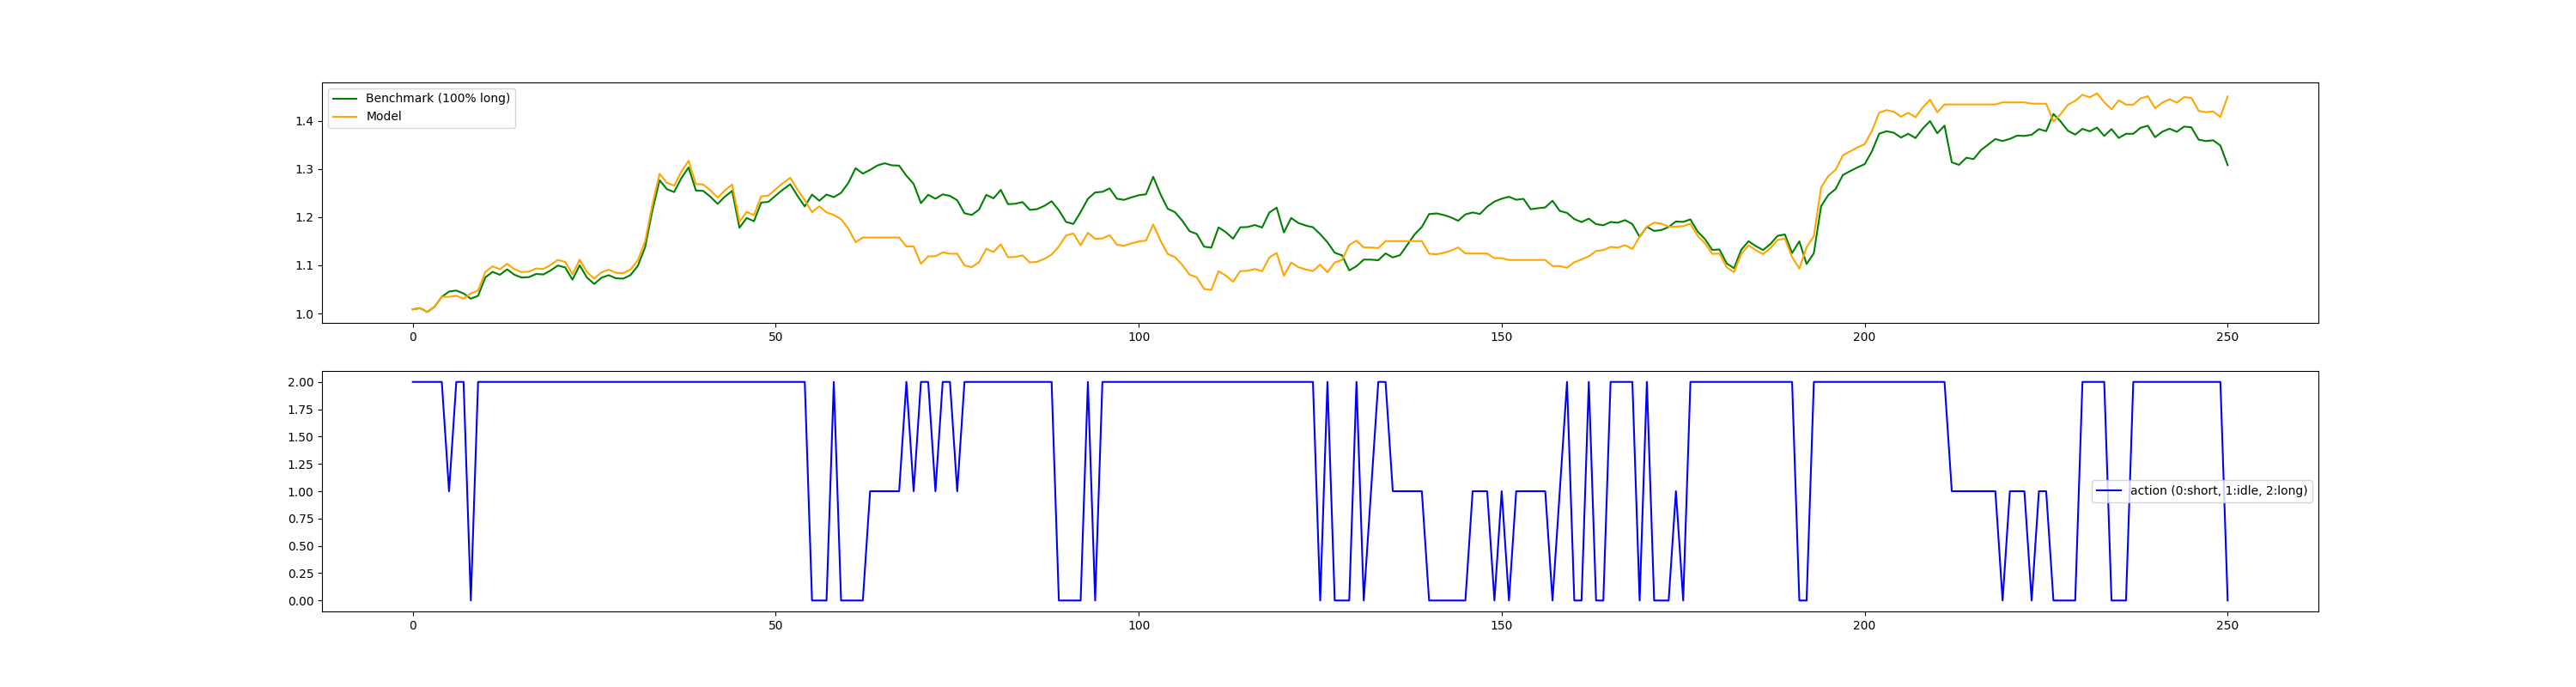 Benchmark (100% long)
Model
1.4
1.3
1.2
1.1
1.0
0 50 100 150 200 250
2.00
1.75
1.50
1.25
1.00
0.75
0.50
0.25
0.00
action (0:short, 1:idle, 2:long)
0 50 100 150 200 250